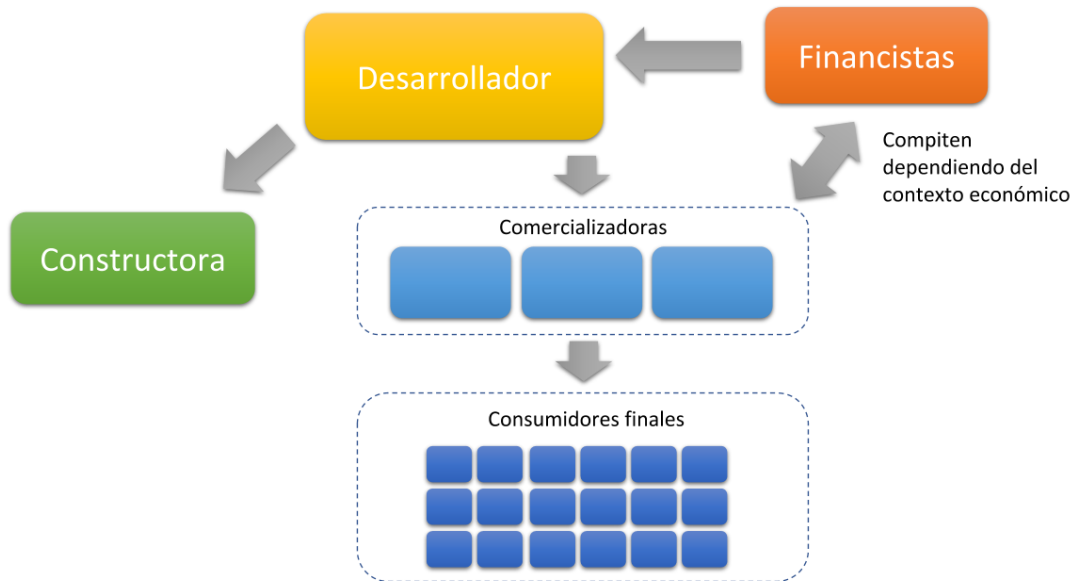 Desarrollador
Financistas
Compiten
dependiendo del
contexto económico
Constructora
Comercializadoras
Consumidores finales